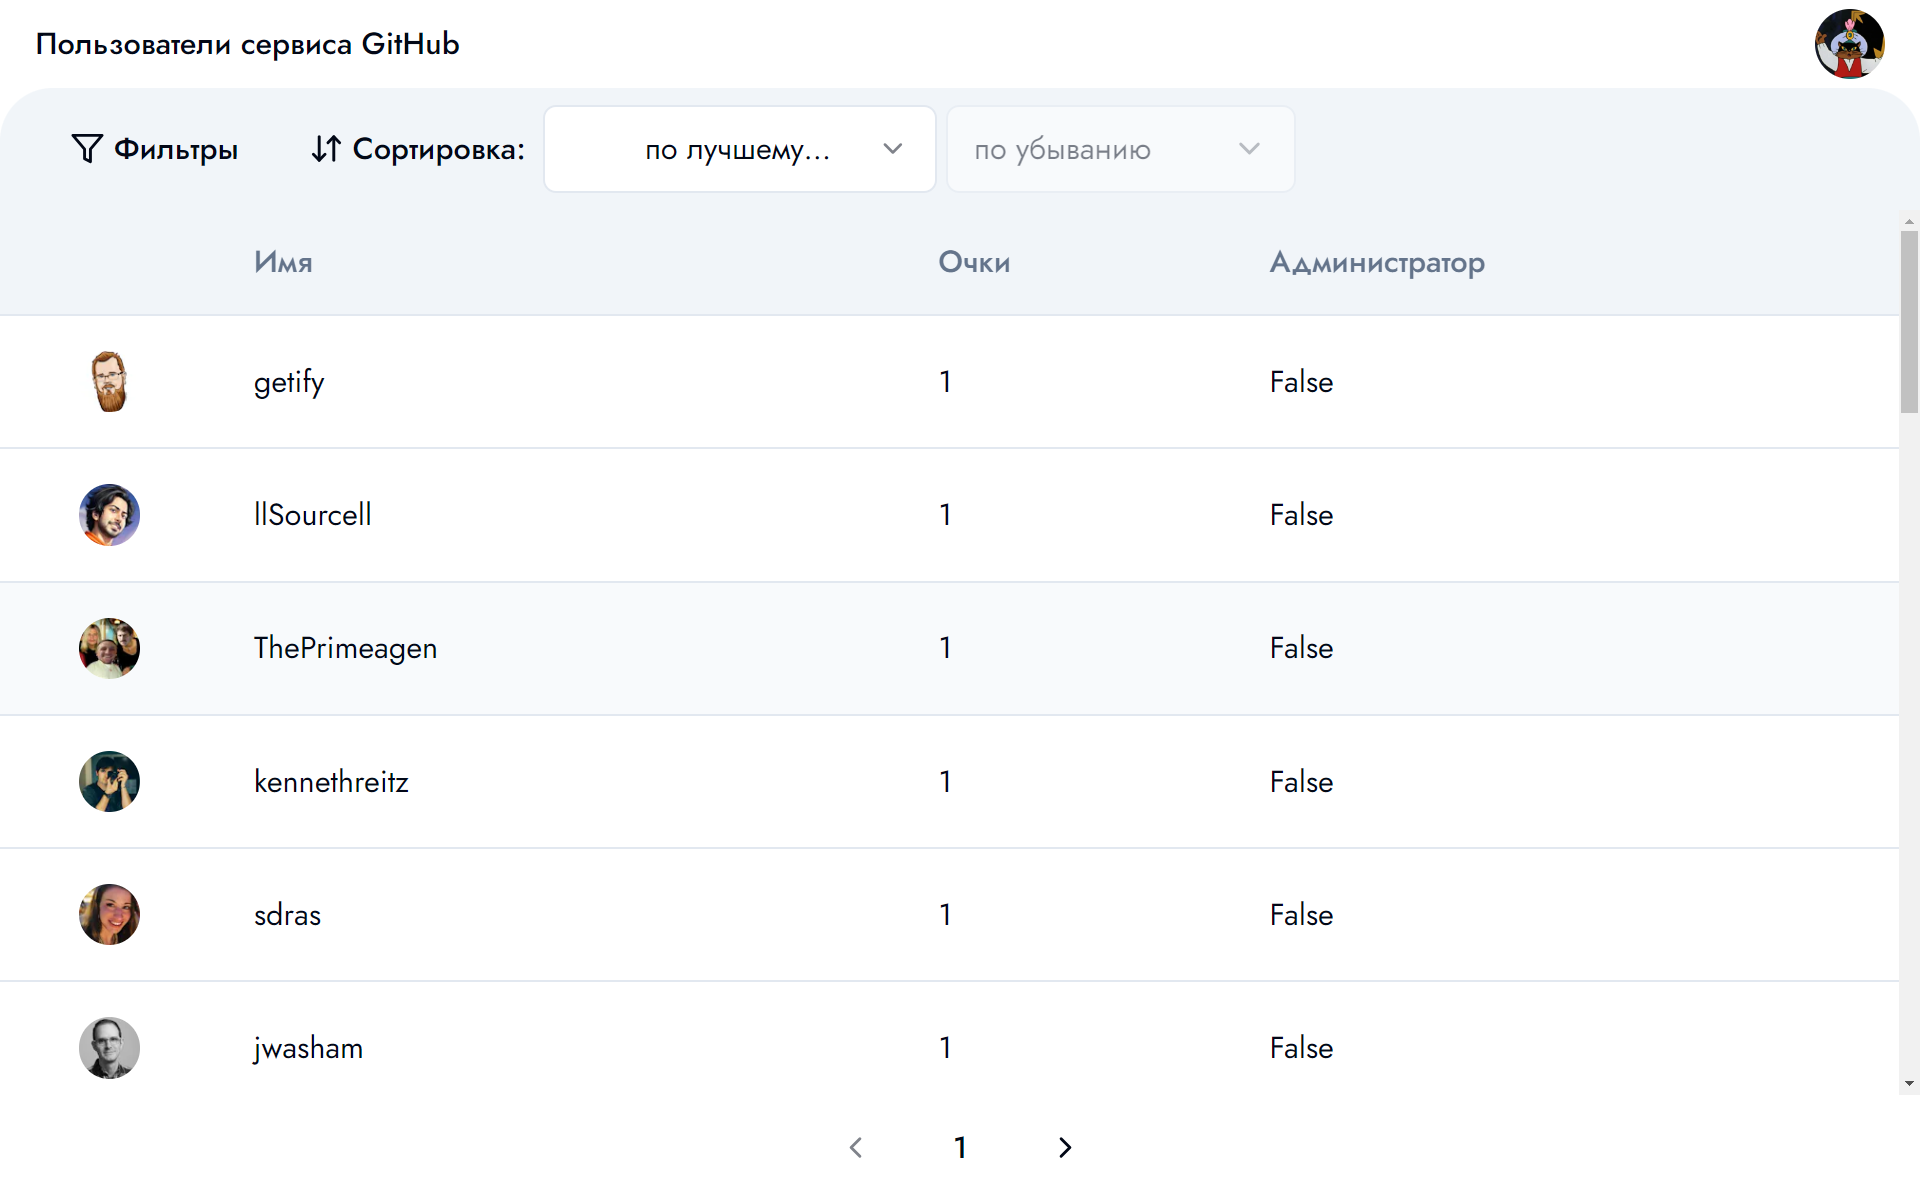 Пользователи сервиса GitHub
Фильтры Сортировка: по лучшему... по убыванию
Имя Очки Администратор
getify 1 False
llSourcell 1 False
ThePrimeagen 1 False
kennethreitz 1 False
sdras 1 False
jwasham 1 False
1